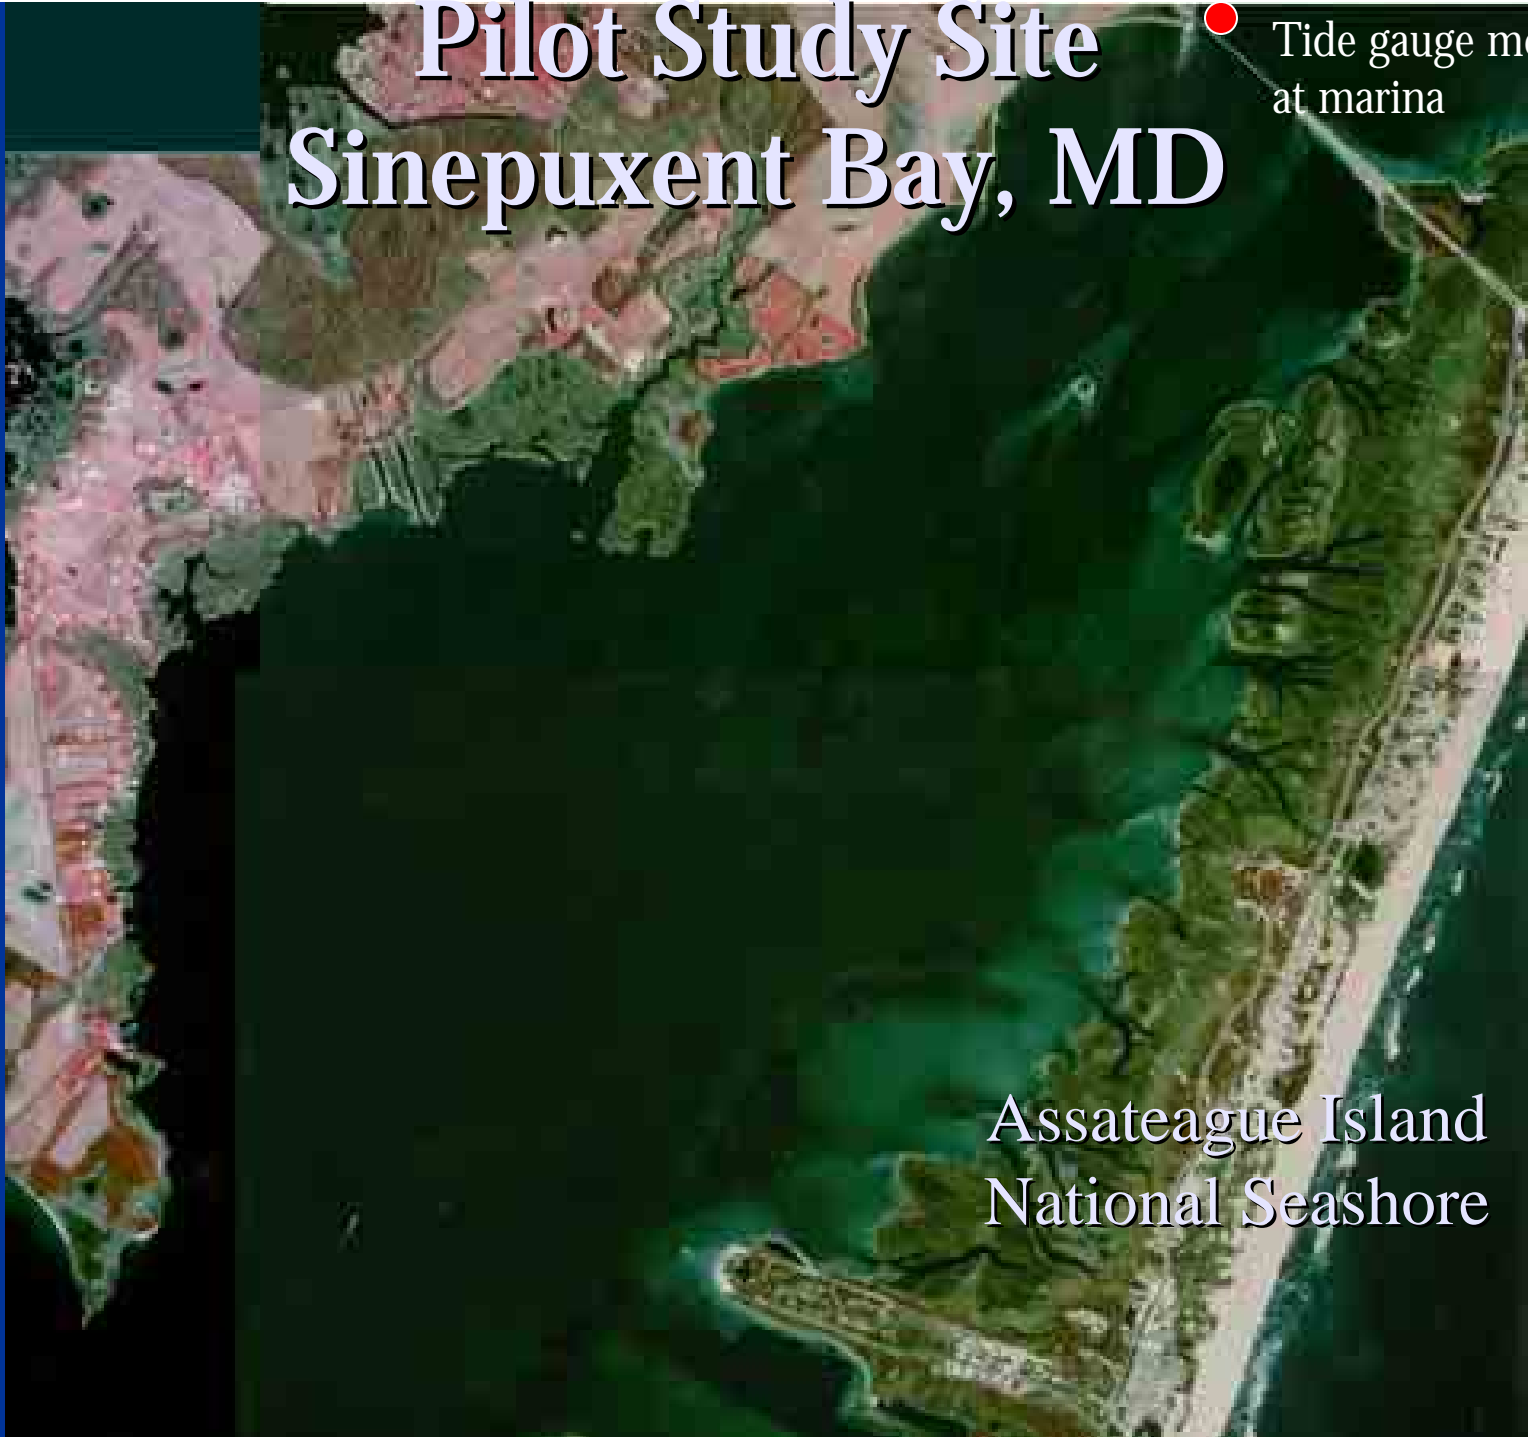 Pilot Study Site
Sinepuxent Bay, MD
Tide gauge
at marina
Assateague Island
National Seashore